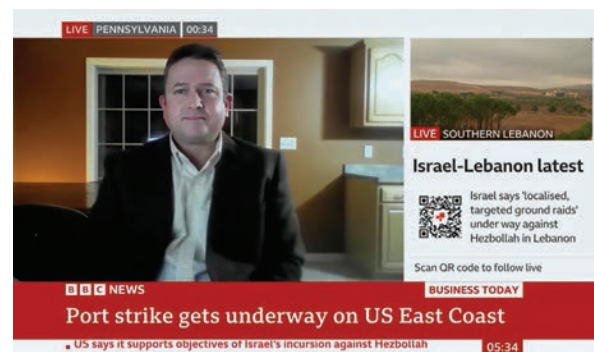 LIVE PENNSYLVANIA 00:34
LIVE SOUTHERN LEBANON
Israel-Lebanon latest
Israel says 'localised,
targeted ground raids'
under way against
Hezbollah in Lebanon
Scan QR code to follow live
BBC NEWS
BUSINESS TODAY
Port strike gets underway on US East Coast
US says it supports objectives of Israel's incursion against Hezbollah
05:34